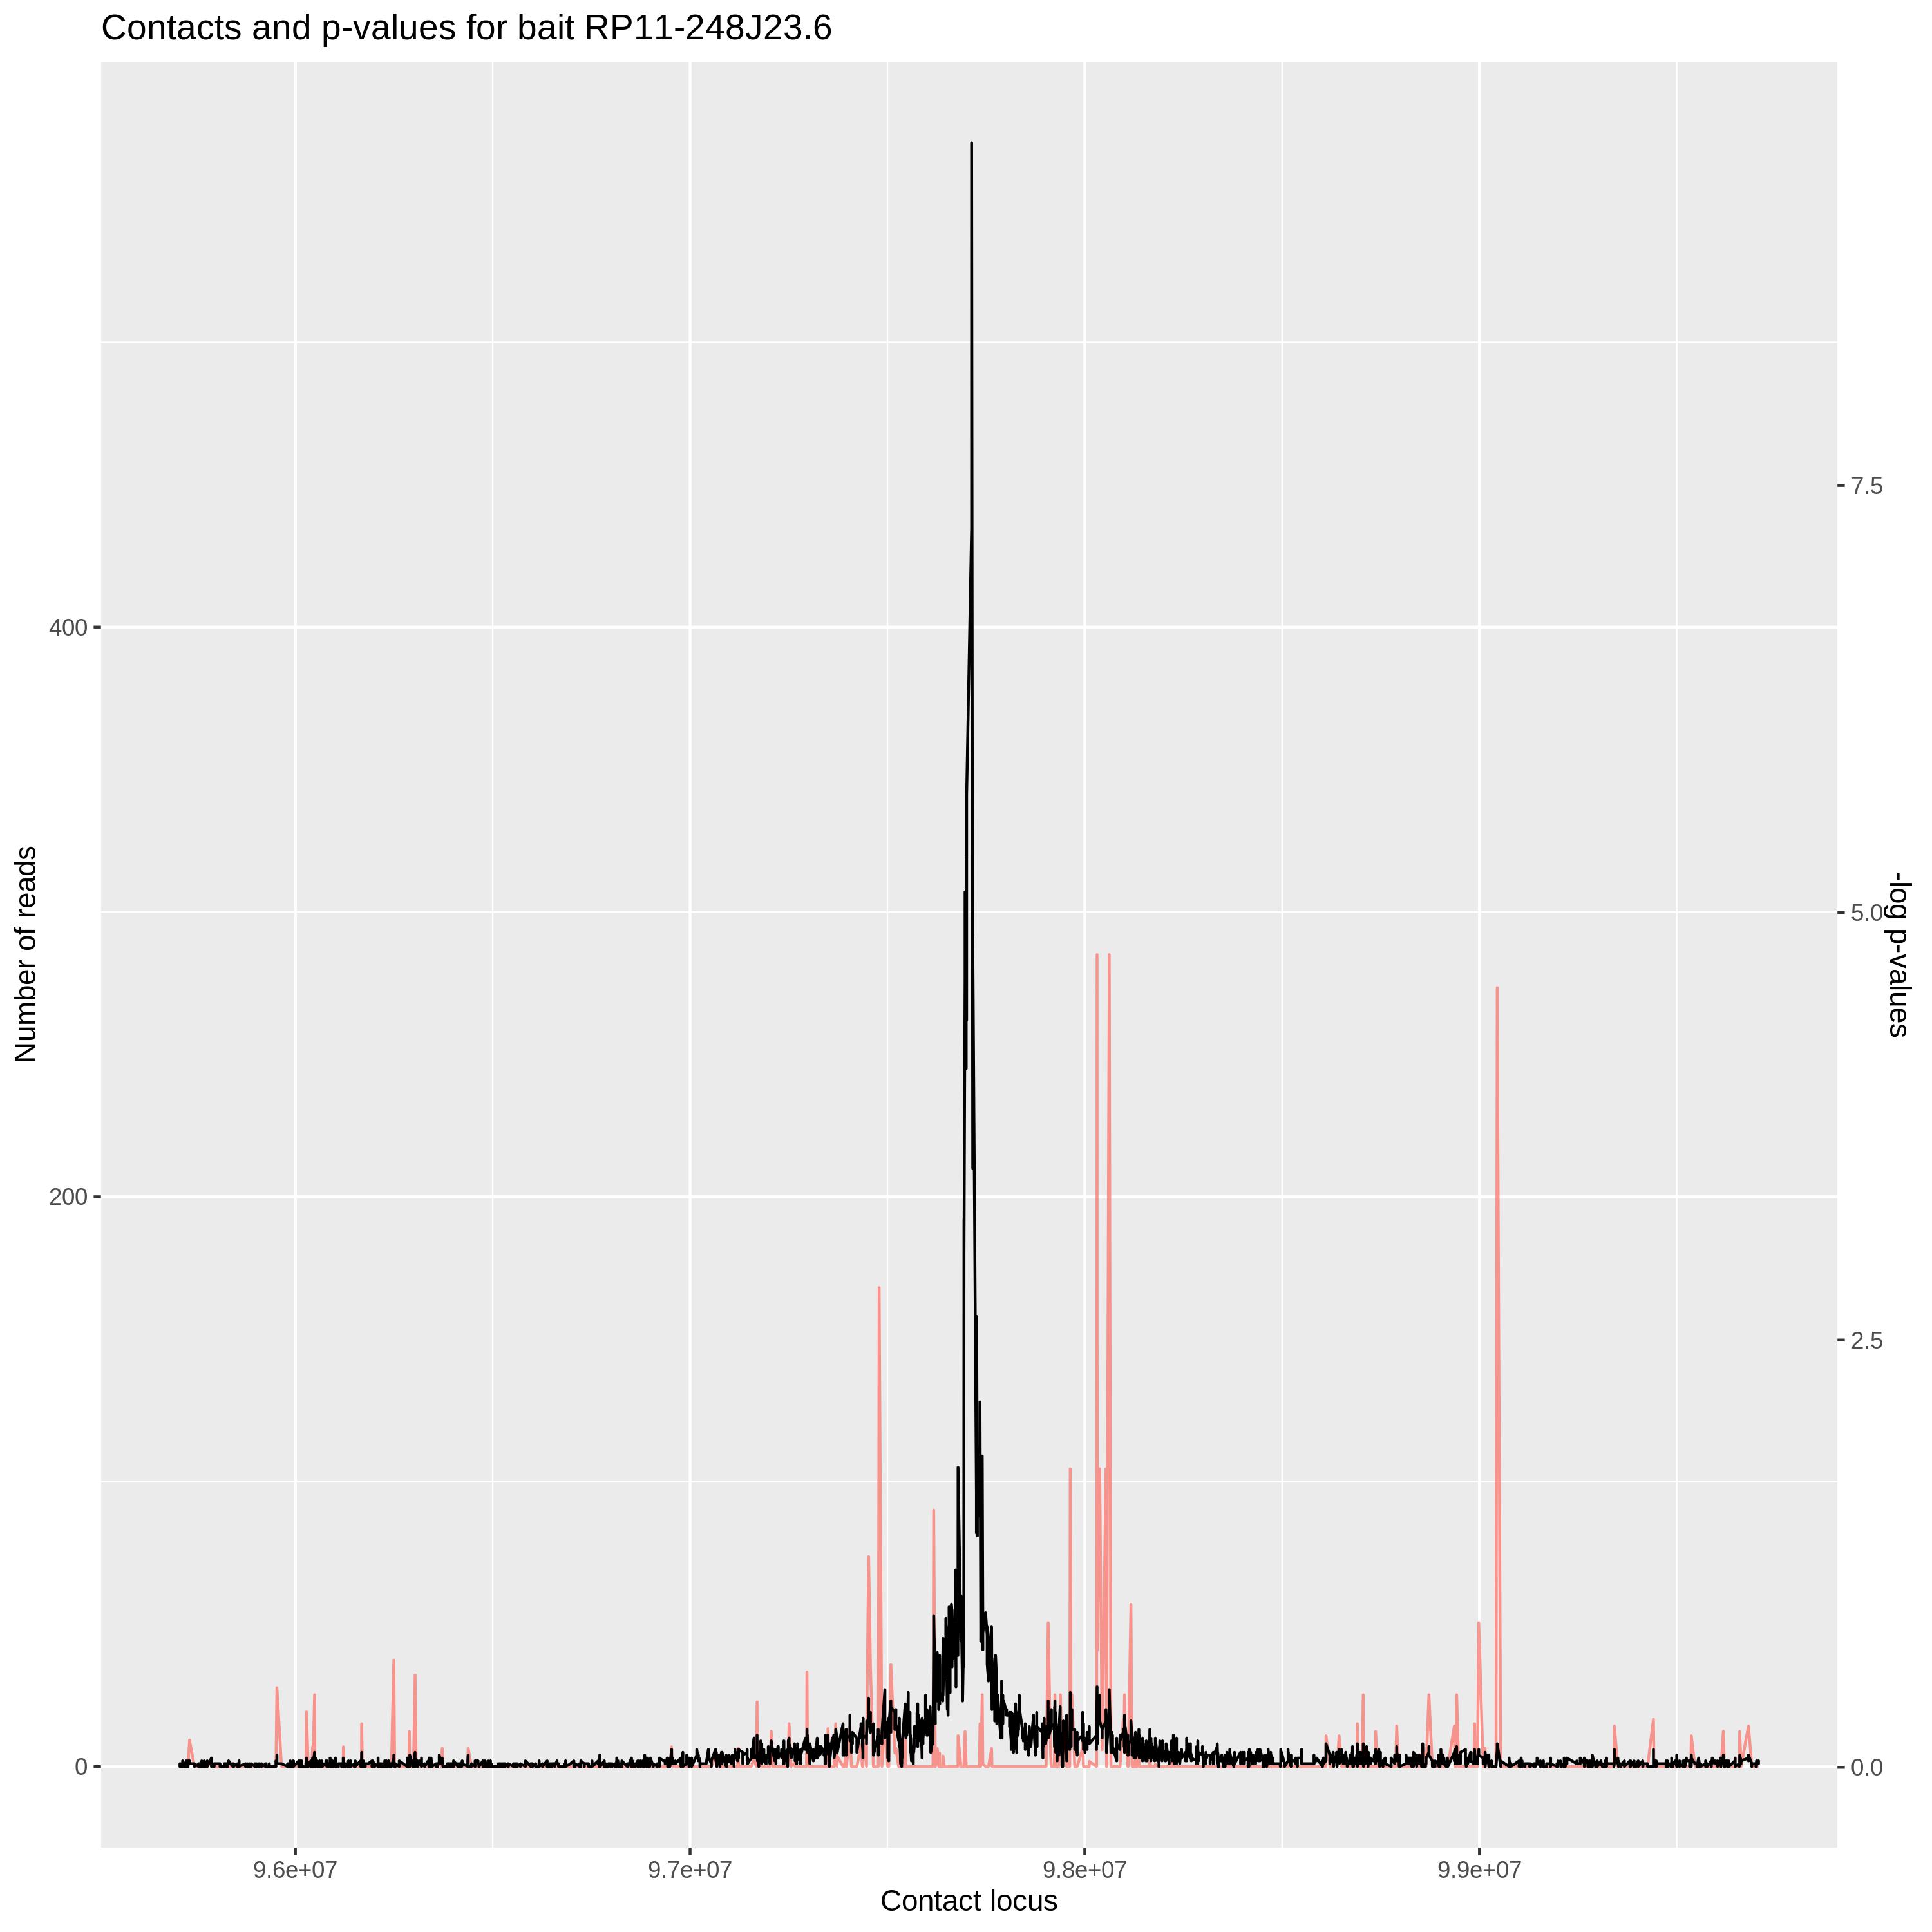 Contacts and p-values for bait RP11-248J23.6
Number of reads
400
200
0
7.5
5.0
2.5
0.0
-log p-values
9.6e+07 9.7e+07 9.8e+07 9.9e+07
Contact locus